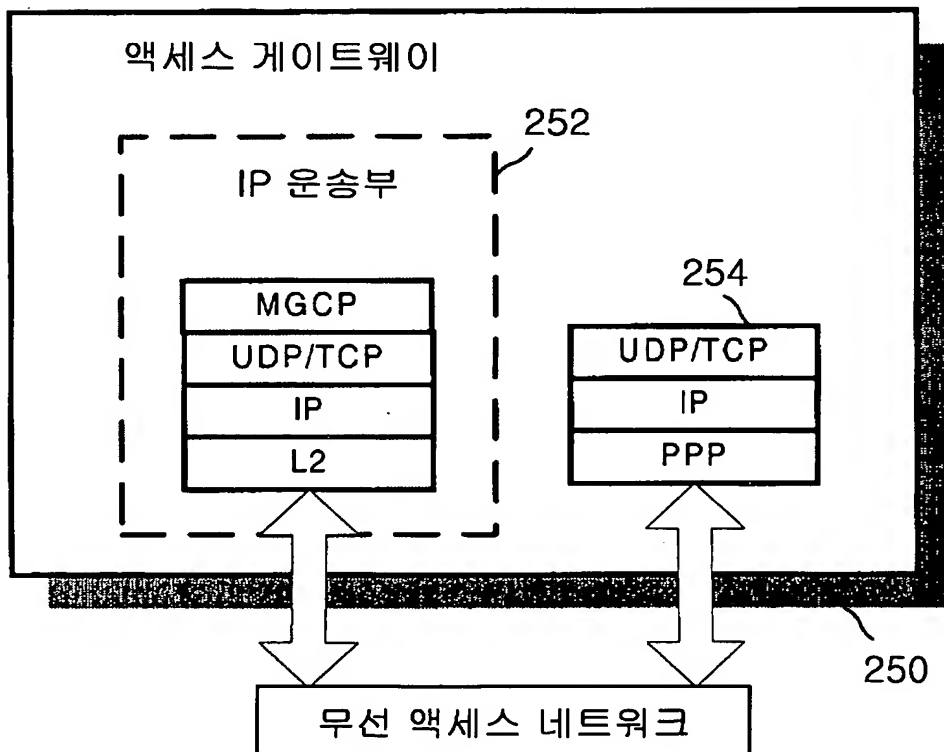 액세스 게이트웨이
252
IP 운송부
MGCP
UDP/TCP
IP
L2
254
UDP/TCP
IP
PPP
250
무선 액세스 네트워크